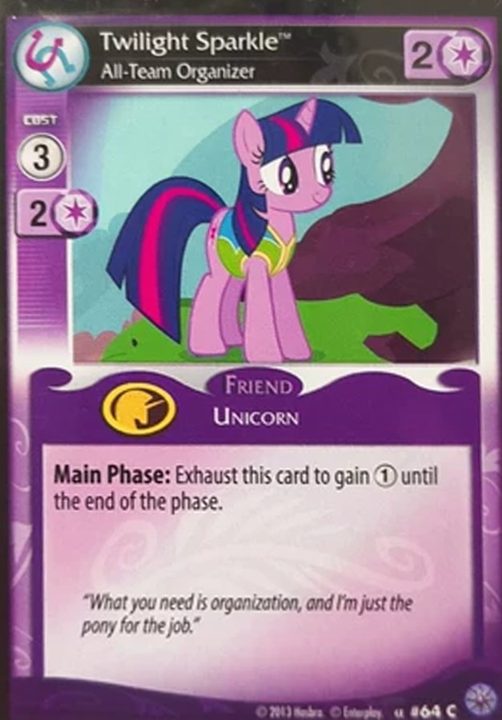 Twilight Sparkle™
All-Team Organizer
2
COST
3
2
FRIEND
UNICORN
Main Phase: Exhaust this card to gain ① until
the end of the phase.
"What you need is organization, and I'm just the
pony for the job."
© 2013 Hasbro. © Enterplay. #64 C